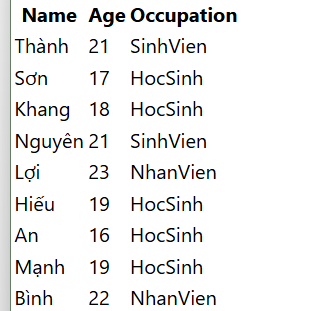 Name Age Occupation
Thành 21 SinhVien
Sơn 17 HocSinh
Khang 18 HocSinh
Nguyên 21 SinhVien
Lợi 23 NhanVien
Hiếu 19 HocSinh
An 16 HocSinh
Mạnh 19 HocSinh
Bình 22 NhanVien